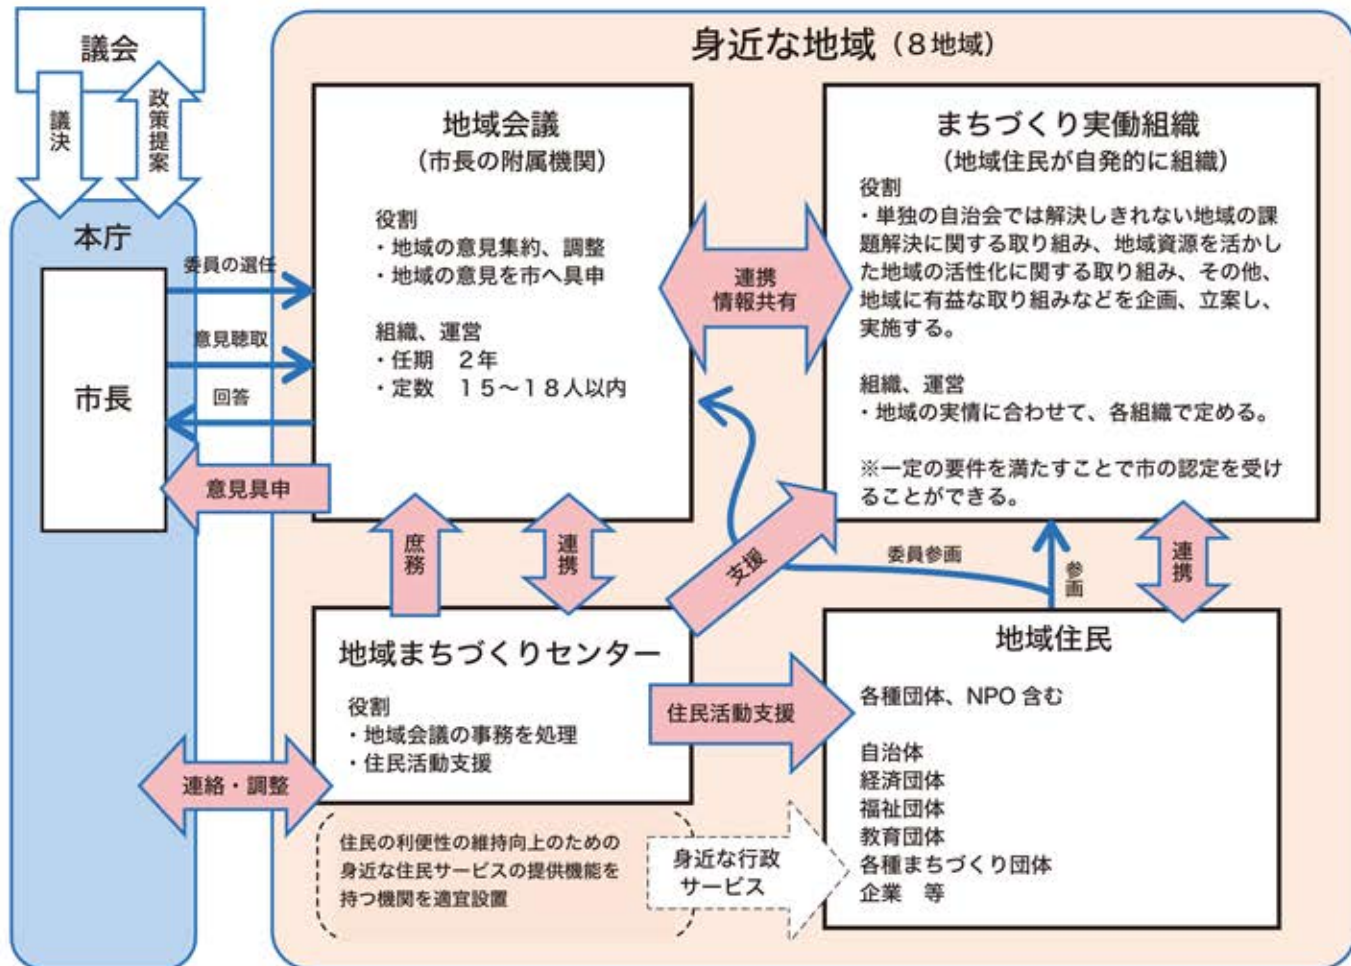 議会
議決
政策提案
本庁
市長
委員の選任
意見聴取
回答
意見具申
連絡・調整
身近な地域（８地域）
地域会議
（市長の附属機関）
役割
・地域の意見集約、調整
・地域の意見を市へ具申
組織、運営
・任期　２年
・定数　１５～１８人以内
連携
情報共有
まちづくり実働組織
（地域住民が自発的に組織）
役割
・単独の自治会では解決しきれない地域の課
題解決に関する取り組み、地域資源を活かし
た地域の活性化に関する取り組み、その他、
地域に有益な取り組みなどを企画、立案し、
実施する。
組織、運営
・地域の実情に合わせて、各組織で定める。
※一定の要件を満たすことで市の認定を受け
ることができる。
庶務
連携
支援
委員参画
参画
連携
地域まちづくりセンター
役割
・地域会議の事務を処理
・住民活動支援
住民活動支援
住民の利便性の維持向上のための
身近な住民サービスの提供機能を
持つ機関を適宜設置
身近な行政
サービス
地域住民
各種団体、NPO 含む
自治体
経済団体
福祉団体
教育団体
各種まちづくり団体
企業　等